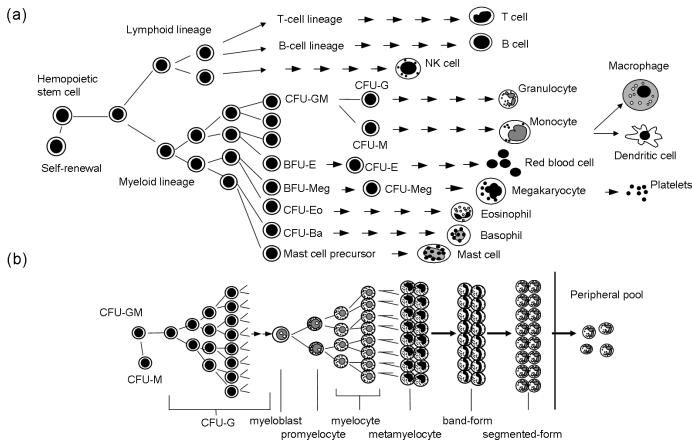 (a)
Lymphoid lineage
T-cell lineage
T cell
B-cell lineage
B cell
NK cell
Hemopoietic
stem cell
Self-renewal
Myeloid lineage
CFU-GM
CFU-G
Granulocyte
CFU-M
Monocyte
Macrophage
Dendritic cell
BFU-E
CFU-E
Red blood cell
BFU-Meg
CFU-Meg
Megakaryocyte
Platelets
CFU-Eo
Eosinophil
CFU-Ba
Basophil
Mast cell precursor
Mast cell
(b)
CFU-GM
CFU-M
CFU-G
myeloblast
promyelocyte
myelocyte
metamyelocyte
band-form
segmented-form
Peripheral pool